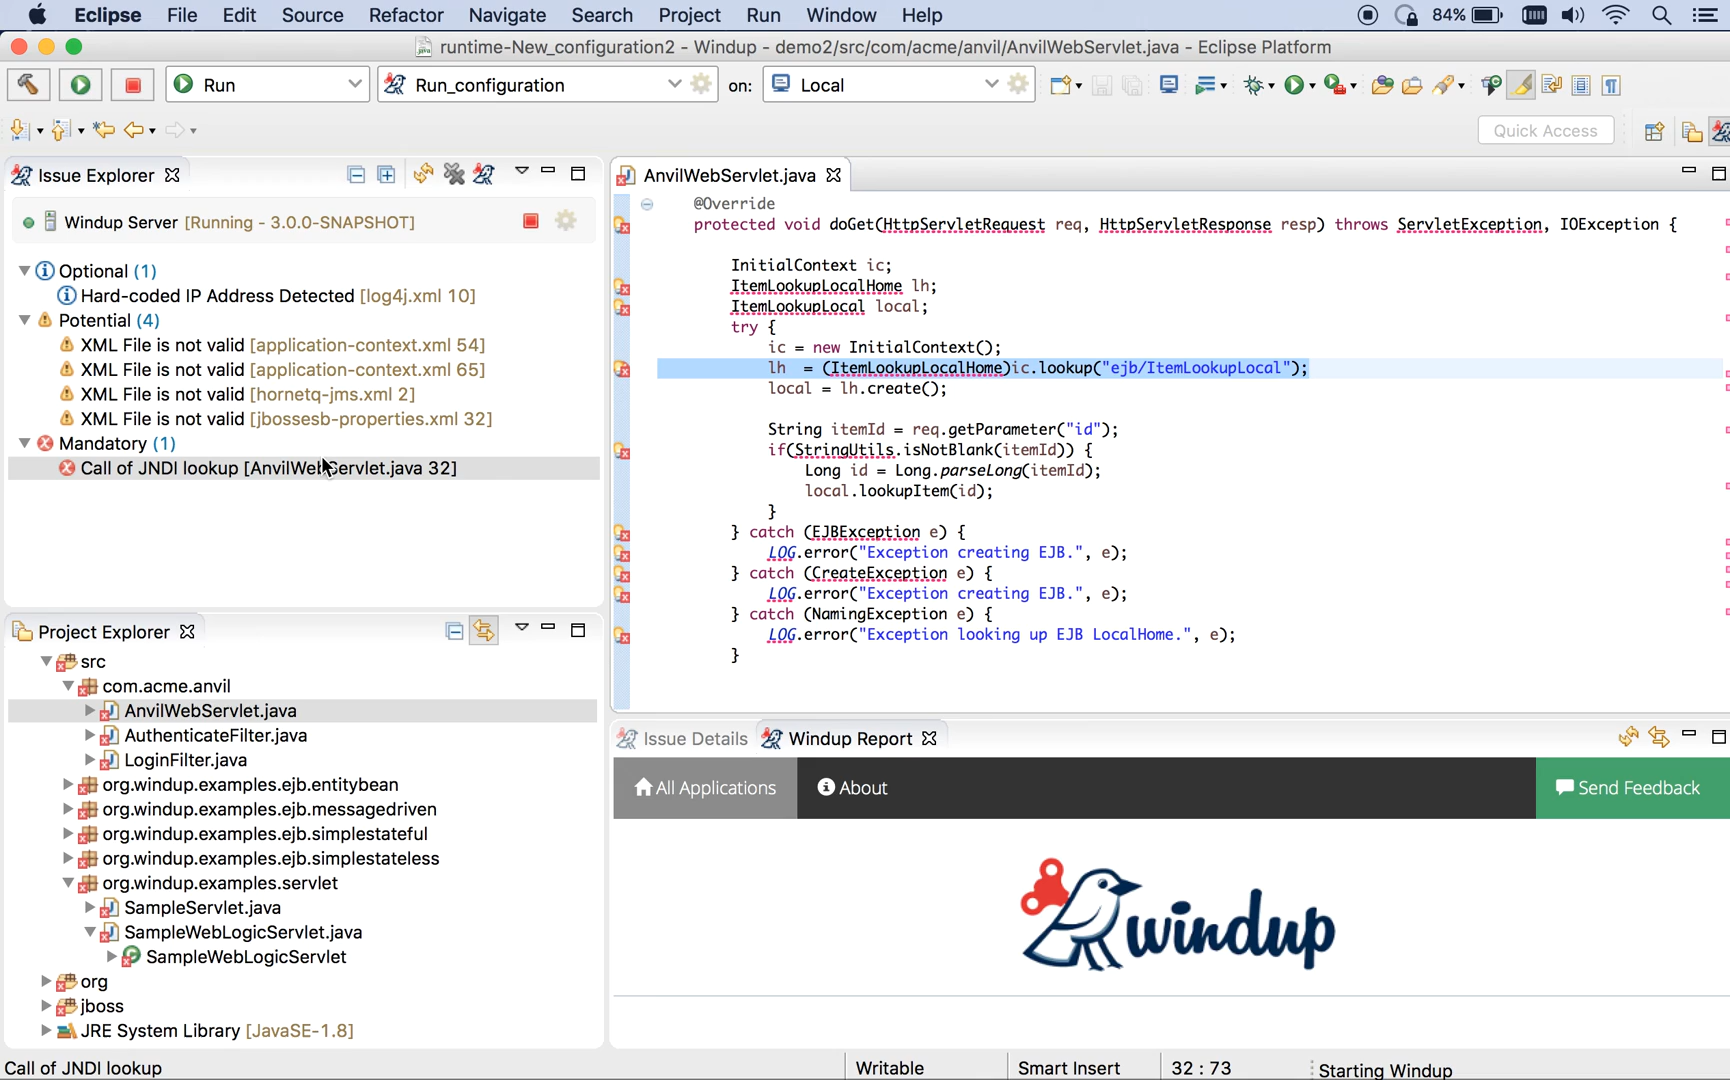 Eclipse File Edit Source Refactor Navigate Search Project Run Window Help 84%
runtime-New_configuration2 - Windup - demo2/src/com/acme/anvil/AnvilWebServlet.java - Eclipse Platform
Run Run_configuration on: Local
Quick Access
Issue Explorer
Windup Server [Running - 3.0.0-SNAPSHOT]
Optional (1)
Hard-coded IP Address Detected [log4j.xml 10]
Potential (4)
XML File is not valid [application-context.xml 54]
XML File is not valid [application-context.xml 65]
XML File is not valid [hornetq-jms.xml 2]
XML File is not valid [jbossesb-properties.xml 32]
Mandatory (1)
Call of JNDI lookup [AnvilWebServlet.java 32]
Project Explorer
src
com.acme.anvil
AnvilWebServlet.java
AuthenticateFilter.java
LoginFilter.java
org.windup.examples.ejb.entitybean
org.windup.examples.ejb.messagedriven
org.windup.examples.ejb.simplestateful
org.windup.examples.ejb.simplestateless
org.windup.examples.servlet
SampleServlet.java
SampleWebLogicServlet.java
SampleWebLogicServlet
org
jboss
JRE System Library [JavaSE-1.8]
AnvilWebServlet.java
@Override
protected void doGet(HttpServletRequest req, HttpServletResponse resp) throws ServletException, IOException {
InitialContext ic;
ItemLookupLocalHome lh;
ItemLookupLocal local;
try {
ic = new InitialContext();
lh = (ItemLookupLocalHome)ic.lookup("ejb/ItemLookupLocal");
local = lh.create();
String itemId = req.getParameter("id");
if(StringUtils.isNotBlank(itemId)) {
Long id = Long.parseLong(itemId);
local.lookupItem(id);
}
} catch (EJBException e) {
LOG.error("Exception creating EJB.", e);
} catch (CreateException e) {
LOG.error("Exception creating EJB.", e);
} catch (NamingException e) {
LOG.error("Exception looking up EJB LocalHome.", e);
}
Issue Details Windup Report
All Applications About Send Feedback
windup
Call of JNDI lookup Writable Smart Insert 32 : 73 Starting Windup